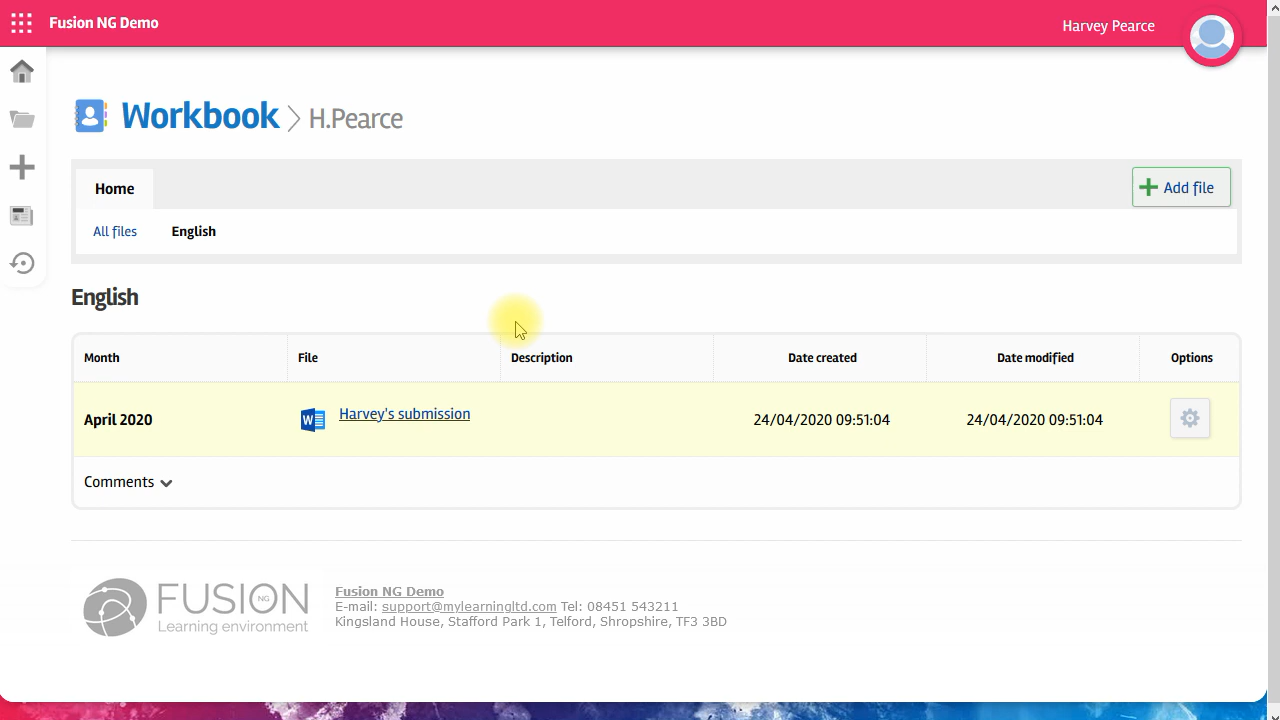 Fusion NG Demo
Harvey Pearce
Workbook H.Pearce
Home
Add file
All files English
English
Month File Description Date created Date modified Options
April 2020 Harvey's submission 24/04/2020 09:51:04 24/04/2020 09:51:04
Comments
FUSION NG
Learning environment
Fusion NG Demo
E-mail: support@mylearningltd.com Tel: 08451 543211
Kingsland House, Stafford Park 1, Telford, Shropshire, TF3 3BD